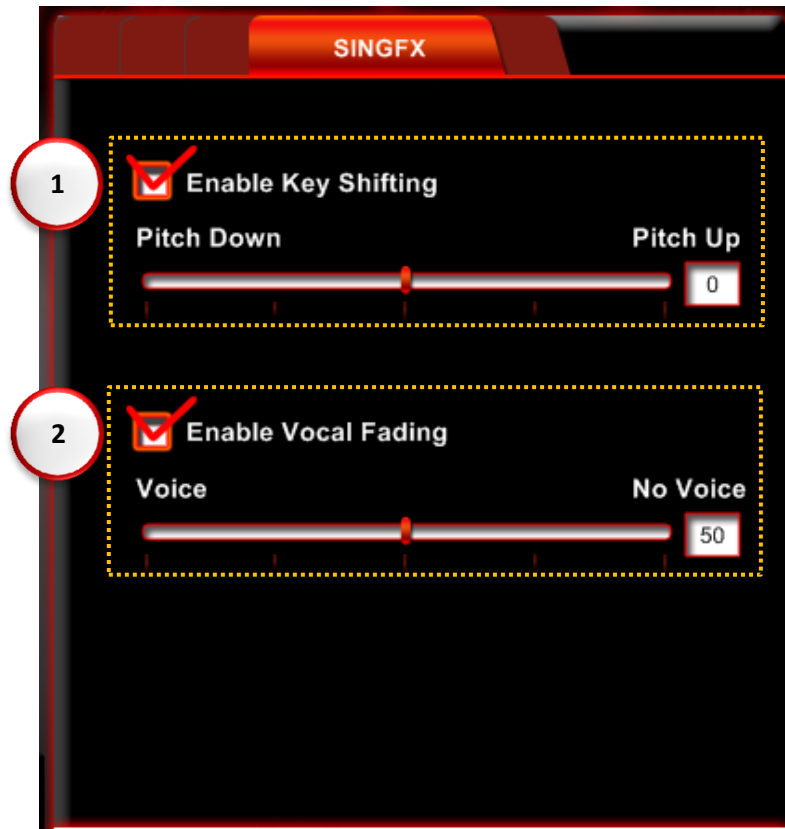 SINGFX
1
Enable Key Shifting
Pitch Down Pitch Up
0
2
Enable Vocal Fading
Voice No Voice
50